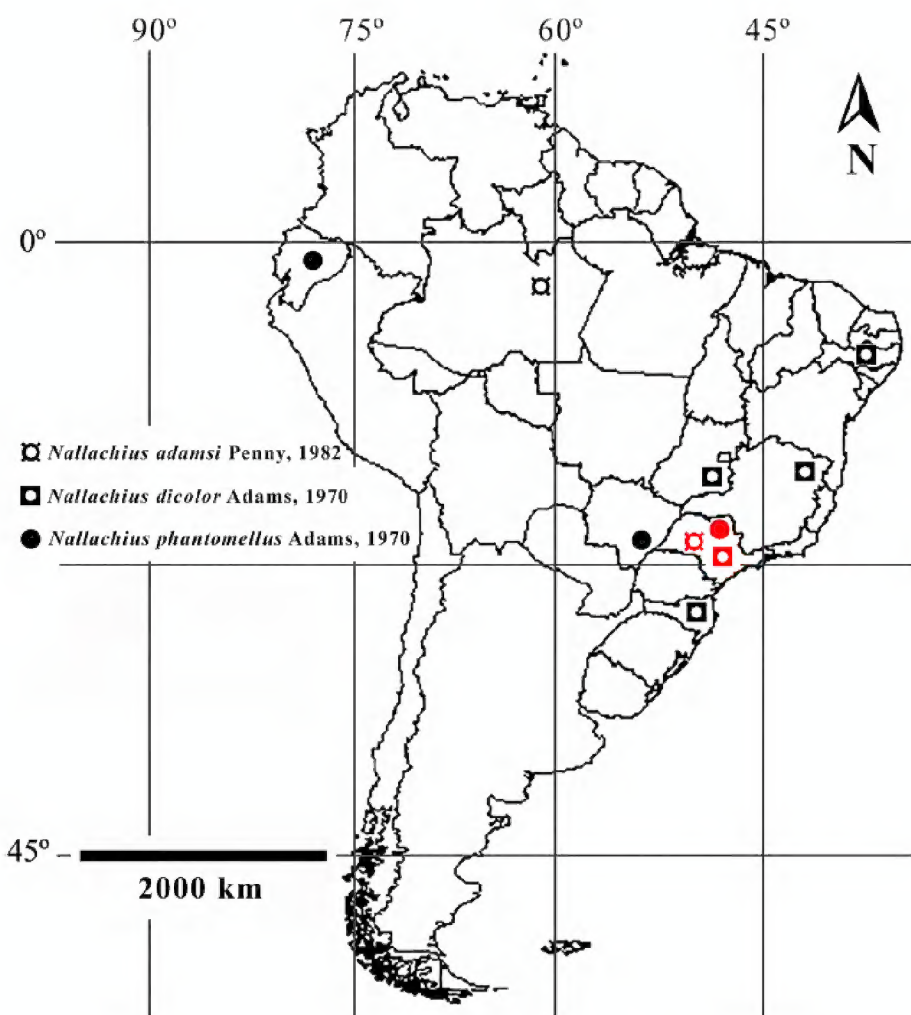 90º 75º 60º 45º
N
0º
Nallachius adamsi Penny, 1982
Nallachius dicolor Adams, 1970
Nallachius phantomellus Adams, 1970
45º
2000 km